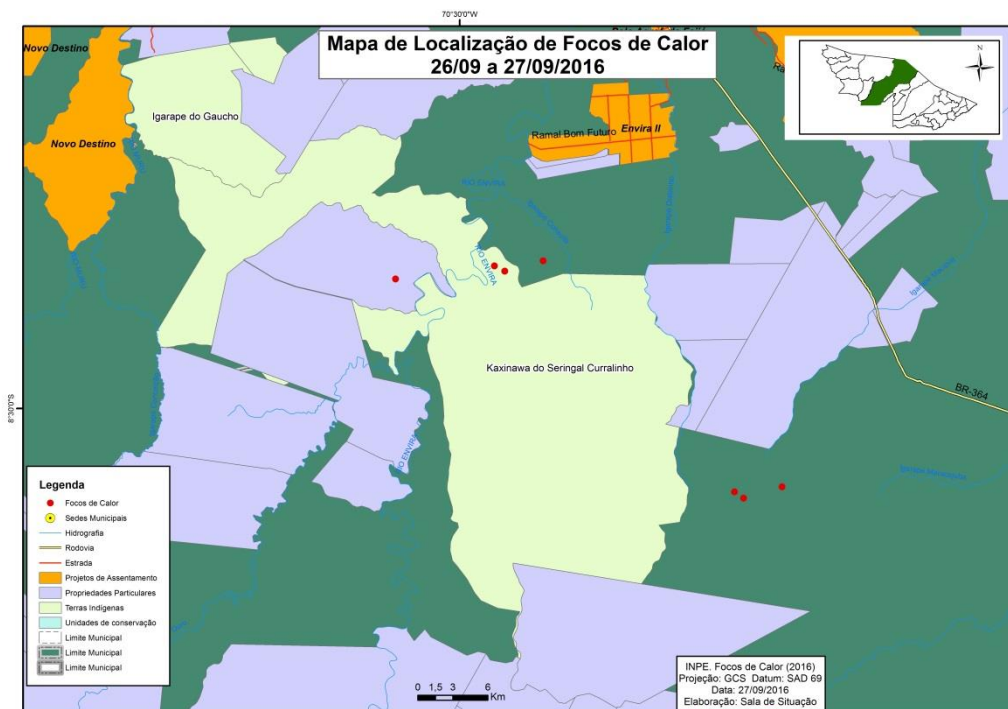 70°30'0"W
Mapa de Localização de Focos de Calor
26/09 a 27/09/2016
Novo Destino
N
Igarape do Gaucho
Ramal Bom Futuro
Envira II
Novo Destino
RIO ENVIRA
Kaxinawa do Seringal Curralinho
BR-364
8°30'0"S
RIO ENVIRA
Legenda
Focos de Calor
Sedes Municipais
Hidrografia
Rodovia
Estrada
Projetos de Assentamento
Propriedades Particulares
Terras Indígenas
Unidades de conservação
Limite Municipal
Limite Municipal
Limite Municipal
0 1,5 3 6
Km
INPE. Focos de Calor (2016)
Projeção: GCS Datum: SAD 69
Data: 27/09/2016
Elaboração: Sala de Situação